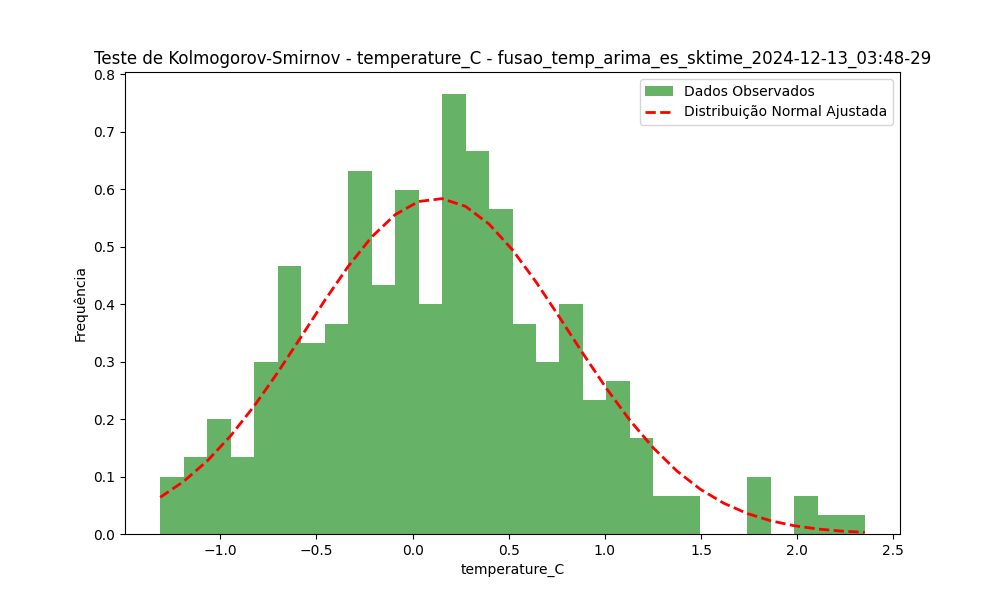 Teste de Kolmogorov-Smirnov - temperature_C - fusao_temp_arima_es_sktime_2024-12-13_03:48-29
Dados Observados
Distribuição Normal Ajustada
Frequência
0.8
0.7
0.6
0.5
0.4
0.3
0.2
0.1
0.0
−1.0 −0.5 0.0 0.5 1.0 1.5 2.0 2.5
temperature_C